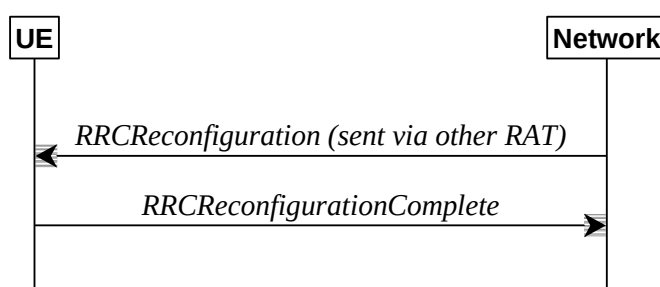 UE
Network
RRCReconfiguration (sent via other RAT)
RRCReconfigurationComplete